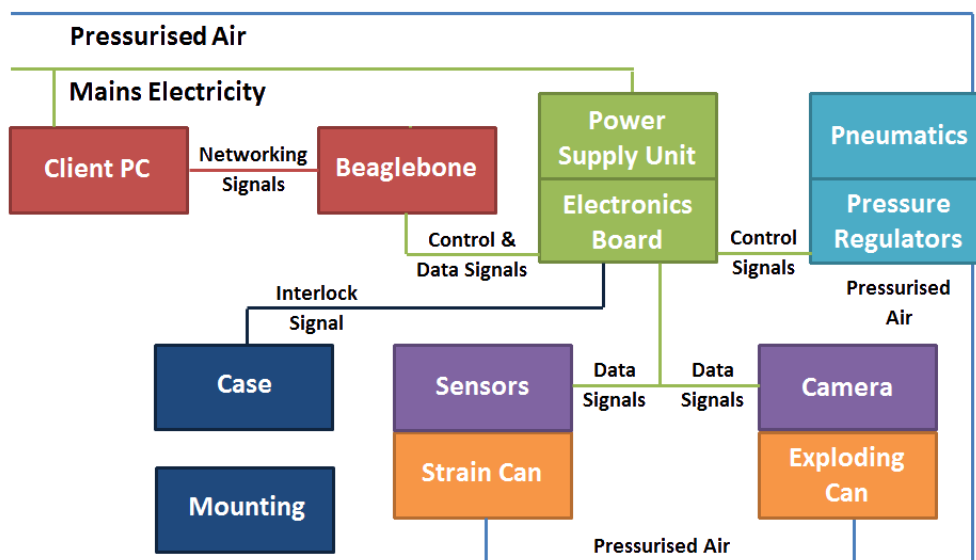 Pressurised Air
Mains Electricity
Client PC
Networking
Signals
Beaglebone
Power
Supply Unit
Electronics
Board
Pneumatics
Pressure
Regulators
Control &
Data Signals
Control
Signals
Interlock
Signal
Pressurised
Air
Case
Sensors
Data
Signals
Data
Signals
Camera
Strain Can
Exploding
Can
Mounting
Pressurised Air